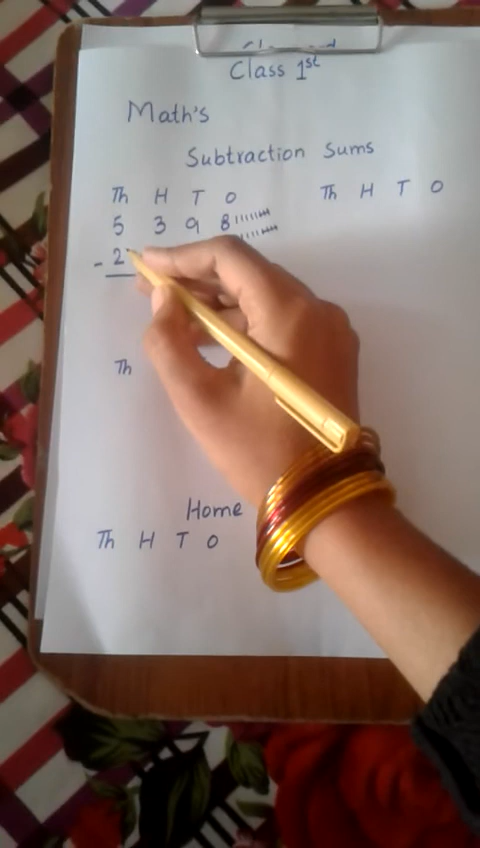 Class 1st
Math's
Subtraction Sums
Th H T O
5 3 9 8
- 2
Th H T O
Th
Home
Th H T O